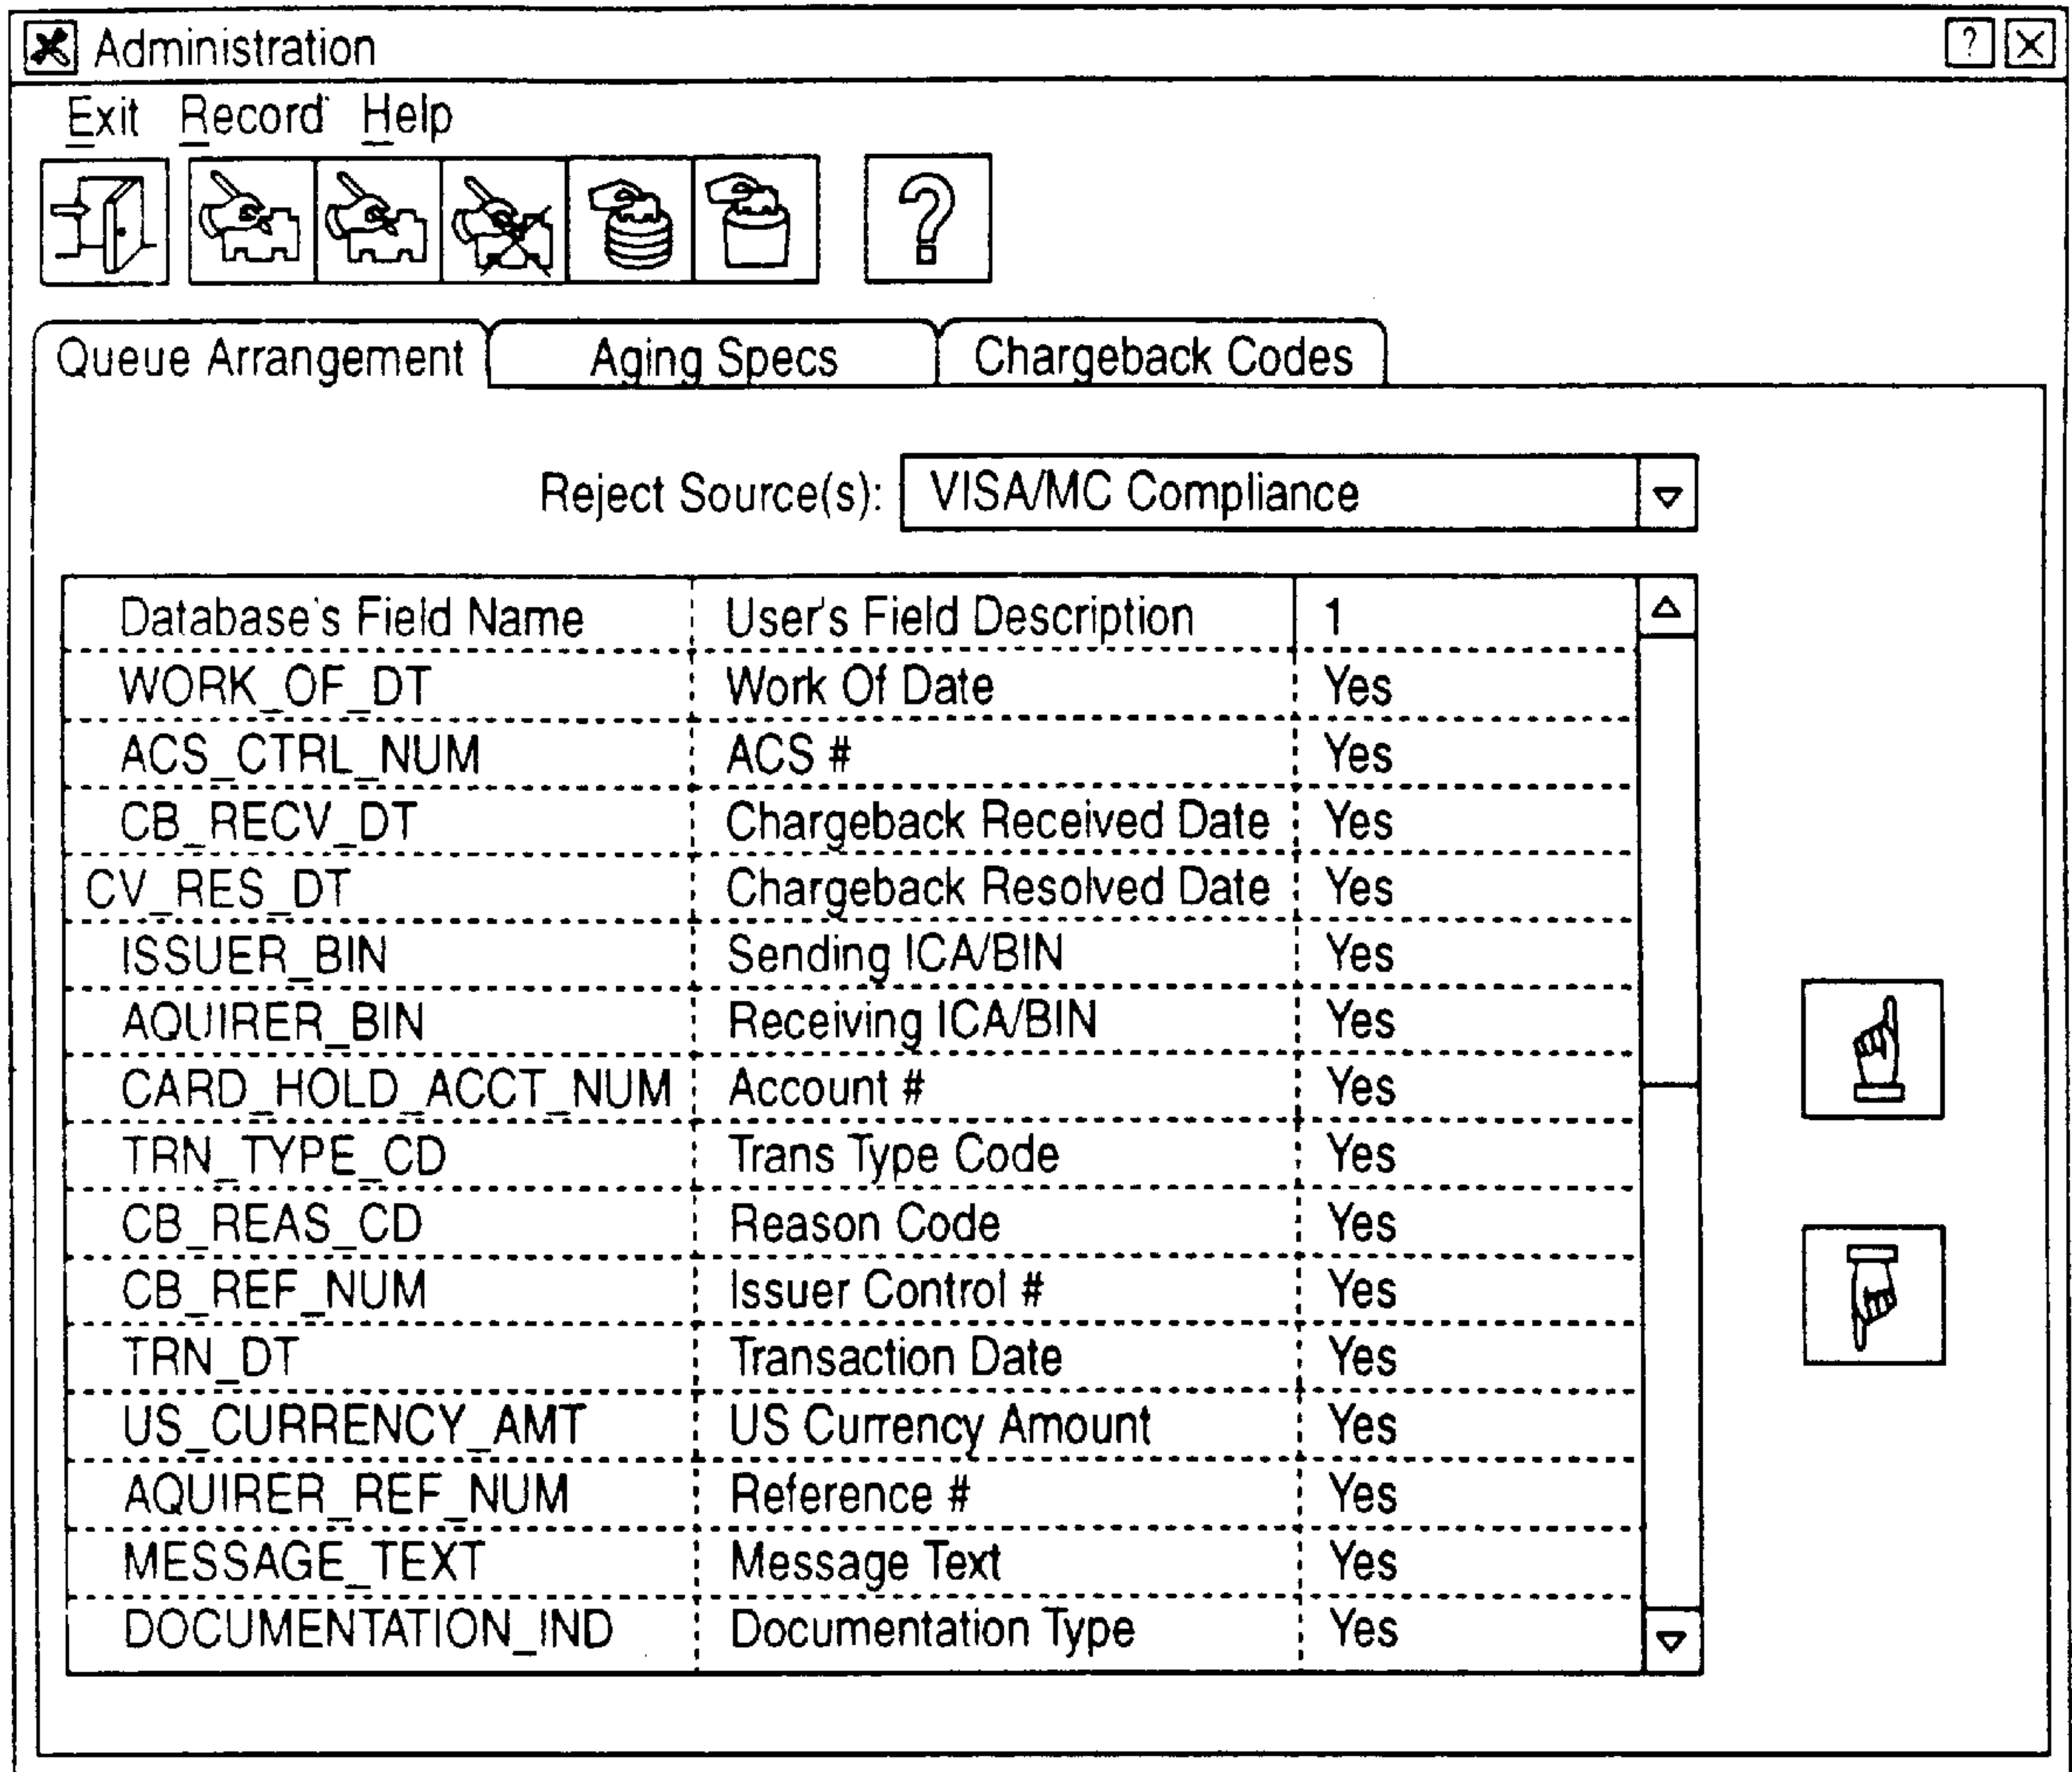 Administration ?
Exit Record Help
?
Queue Arrangement Aging Specs Chargeback Codes
Reject Source(s): VISA/MC Compliance
Database's Field Name User's Field Description 1
WORK_OF_DT Work Of Date Yes
ACS_CTRL_NUM ACS # Yes
CB_RECV_DT Chargeback Received Date Yes
CV_RES_DT Chargeback Resolved Date Yes
ISSUER_BIN Sending ICA/BIN Yes
AQUIRER_BIN Receiving ICA/BIN Yes
CARD_HOLD_ACCT_NUM Account # Yes
TRN_TYPE_CD Trans Type Code Yes
CB_REAS_CD Reason Code Yes
CB_REF_NUM Issuer Control # Yes
TRN_DT Transaction Date Yes
US_CURRENCY_AMT US Currency Amount Yes
AQUIRER_REF_NUM Reference # Yes
MESSAGE_TEXT Message Text Yes
DOCUMENTATION_IND Documentation Type Yes